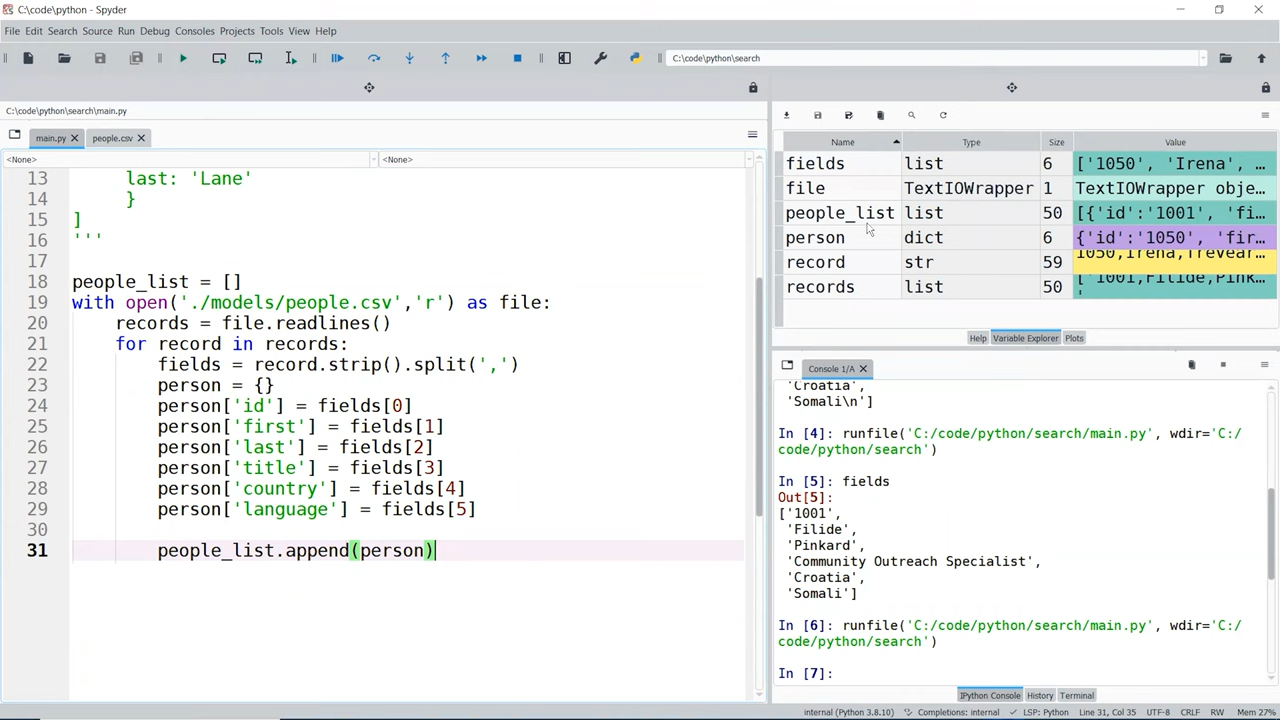 C:\code\python - Spyder
File Edit Search Source Run Debug Consoles Projects Tools View Help
C:\code\python\search
C:\code\python\search\main.py
main.py people.csv
<None> <None>
13 last: 'Lane'
14 }
15 ]
16 '''
17
18 people_list = []
19 with open('./models/people.csv','r') as file:
20 records = file.readlines()
21 for record in records:
22 fields = record.strip().split(',')
23 person = {}
24 person['id'] = fields[0]
25 person['first'] = fields[1]
26 person['last'] = fields[2]
27 person['title'] = fields[3]
28 person['country'] = fields[4]
29 person['language'] = fields[5]
30
31 people_list.append(person)
Name Type Size Value
fields list 6 ['1050', 'Irena', …
file TextIOWrapper 1 TextIOWrapper obje…
people_list list 50 [{'id':'1001', 'fi…
person dict 6 {'id':'1050', 'fir…
record str 59 1050,Irena,Trevear…
records list 50 ['1001,Filide,Pink…
Help Variable Explorer Plots
Console 1/A
'Croatia',
'Somali\n']
In [4]: runfile('C:/code/python/search/main.py', wdir='C:/
code/python/search')
In [5]: fields
Out[5]:
['1001',
'Filide',
'Pinkard',
'Community Outreach Specialist',
'Croatia',
'Somali']
In [6]: runfile('C:/code/python/search/main.py', wdir='C:/
code/python/search')
In [7]:
IPython Console History Terminal
internal (Python 3.8.10) Completions: internal LSP: Python Line 31, Col 35 UTF-8 CRLF RW Mem 27%